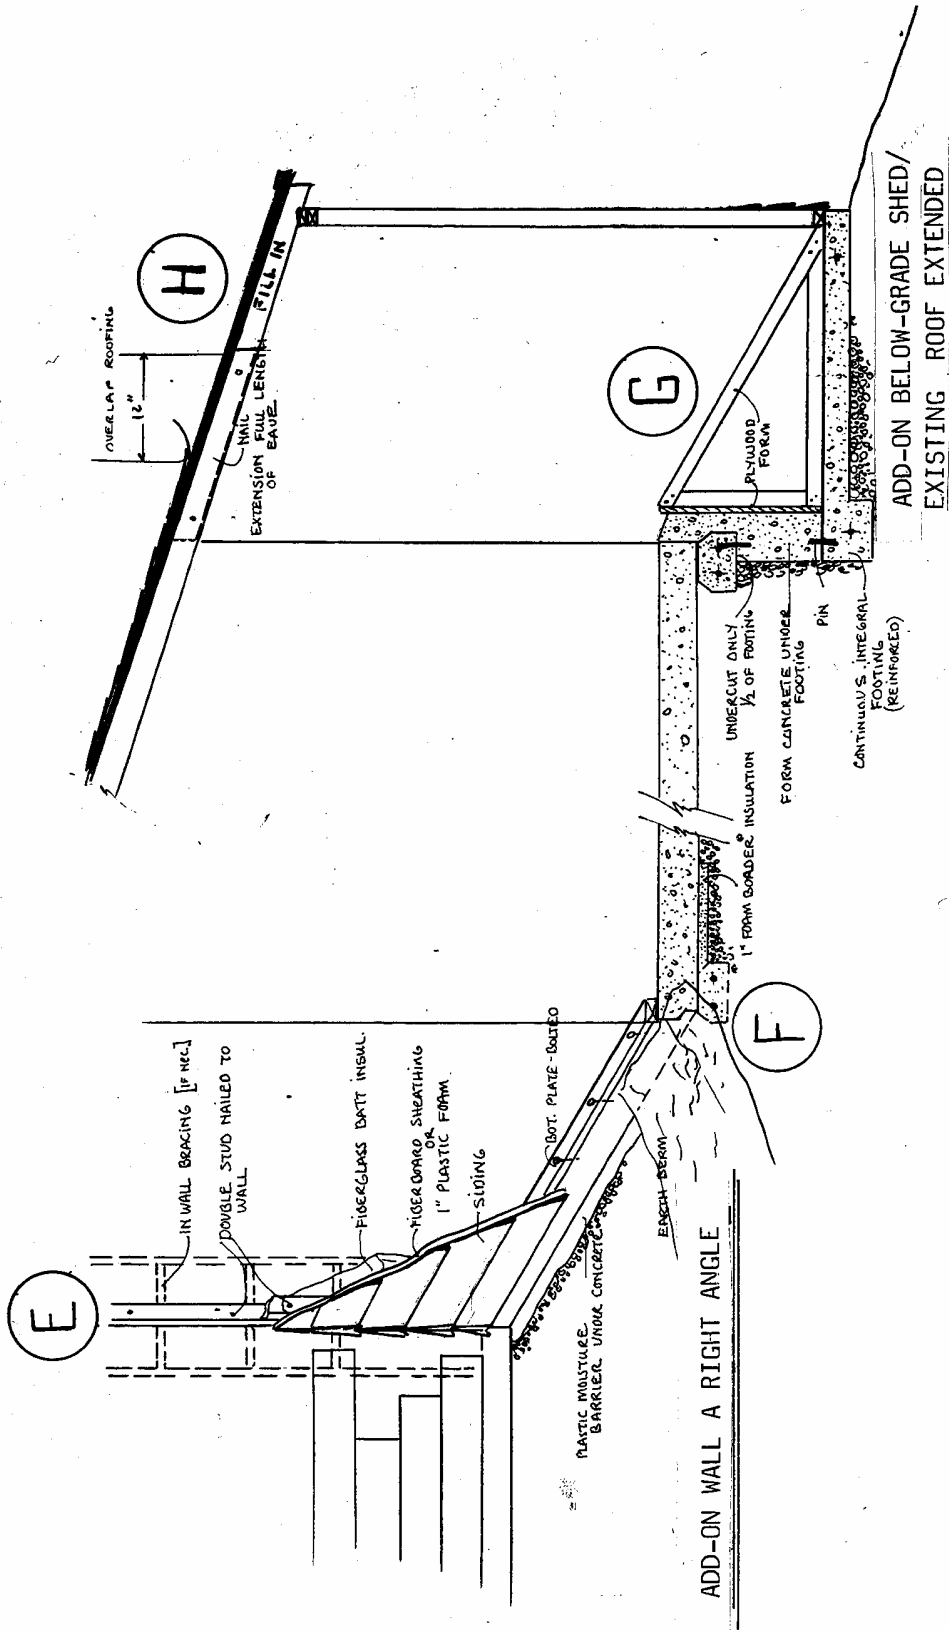 E
IN WALL BRACING [IF NEC.]
DOUBLE STUD NAILED TO
WALL
FIBERGLASS BATT INSUL.
FIBERBOARD SHEATHING
OR
1" PLASTIC FOAM
SIDING
BOT. PLATE-BOLTED
PLASTIC MOISTURE
BARRIER UNDER CONCRETE
EARTH BERM
ADD-ON WALL A RIGHT ANGLE
F
1" FOAM BOARDER INSULATION
OVERLAP ROOFING
12"
H
NAIL
EXTENSION FULL LENGTH
OF EAVE
FILL IN
G
PLYWOOD
FORM
UNDERCUT ONLY
1/2 OF FOOTING
FORM CONCRETE UNDER
FOOTING
PIN
CONTINUOUS INTEGRAL
FOOTING
(REINFORCED)
ADD-ON BELOW-GRADE SHED/
EXISTING ROOF EXTENDED